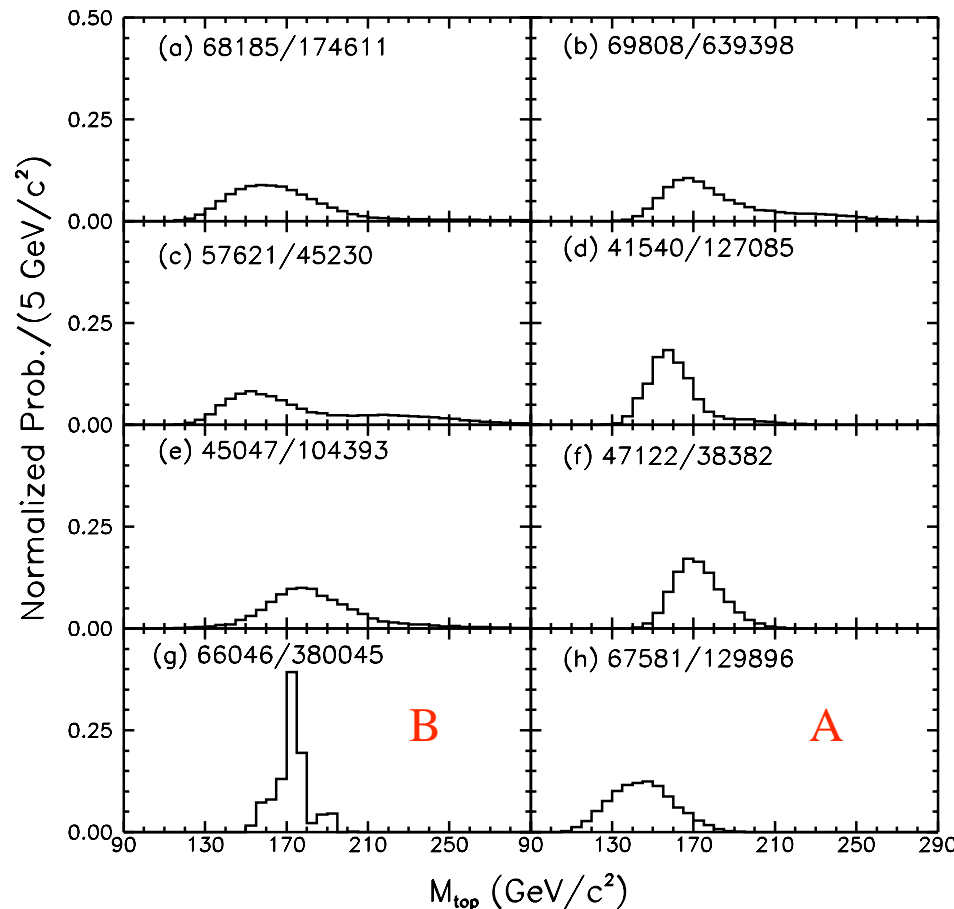 Normalized Prob./(5 GeV/c²)
0.50
0.25
0.00
0.25
0.00
0.25
0.00
0.25
0.00
(a) 68185/174611
(b) 69808/639398
(c) 57621/45230
(d) 41540/127085
(e) 45047/104393
(f) 47122/38382
(g) 66046/380045
(h) 67581/129896
B
A
90 130 170 210 250 90 130 170 210 250 290
M_top (GeV/c²)